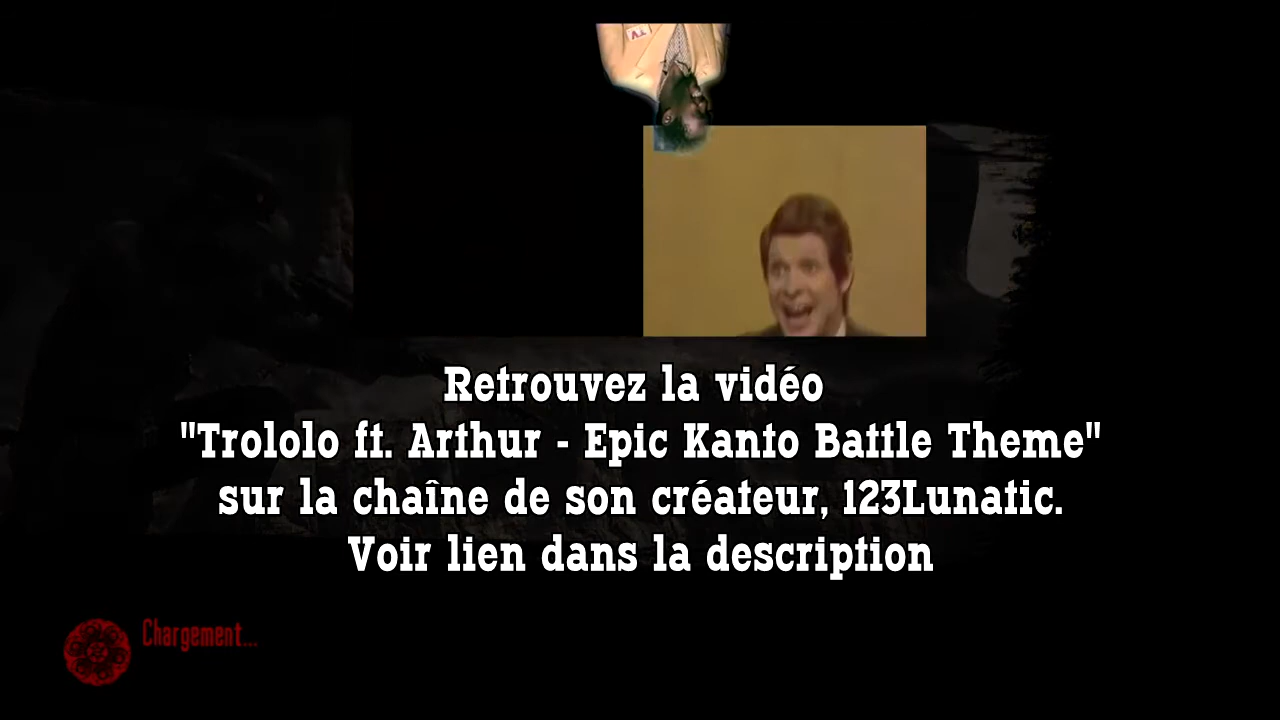 TV
Retrouvez la vidéo
"Trololo ft. Arthur - Epic Kanto Battle Theme"
sur la chaîne de son créateur, 123Lunatic.
Voir lien dans la description
Chargement...